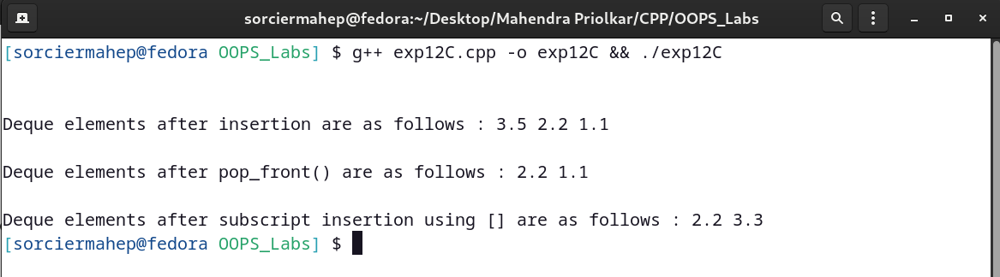 sorciermahep@fedora:~/Desktop/Mahendra Priolkar/CPP/OOPS_Labs
[sorciermahep@fedora OOPS_Labs] $ g++ exp12C.cpp -o exp12C && ./exp12C
Deque elements after insertion are as follows : 3.5 2.2 1.1
Deque elements after pop_front() are as follows : 2.2 1.1
Deque elements after subscript insertion using [] are as follows : 2.2 3.3
[sorciermahep@fedora OOPS_Labs] $